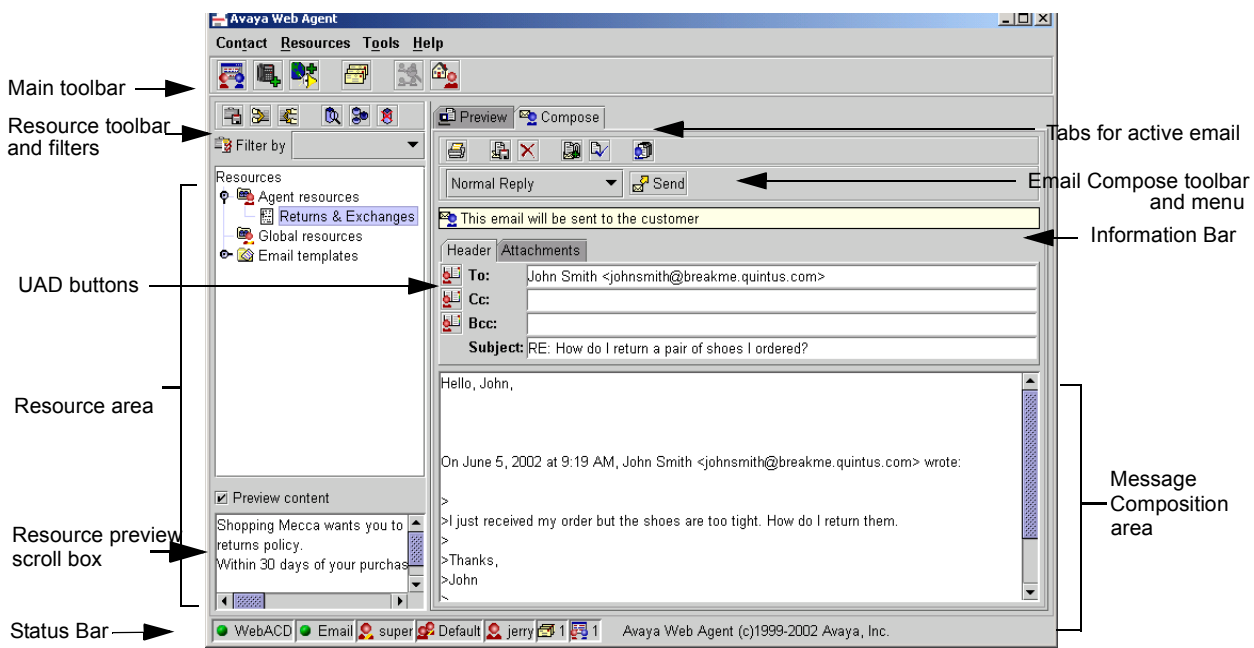 Avaya Web Agent
Contact Resources Tools Help
Main toolbar
Resource toolbar
and filters
Filter by
Preview Compose
Tabs for active email
Normal Reply Send
Email Compose toolbar
and menu
This email will be sent to the customer
Information Bar
Resources
Agent resources
Returns & Exchanges
Global resources
Email templates
UAD buttons
Header Attachments
To: John Smith <johnsmith@breakme.quintus.com>
Cc:
Bcc:
Subject: RE: How do I return a pair of shoes I ordered?
Resource area
Hello, John,
On June 5, 2002 at 9:19 AM, John Smith <johnsmith@breakme.quintus.com> wrote:
>
>I just received my order but the shoes are too tight. How do I return them.
>
>Thanks,
>John
>
Message
Composition
area
Preview content
Resource preview
scroll box
Shopping Mecca wants you to
returns policy.
Within 30 days of your purchas
Status Bar
WebACD Email super Default jerry 1 1 Avaya Web Agent (c)1999-2002 Avaya, Inc.